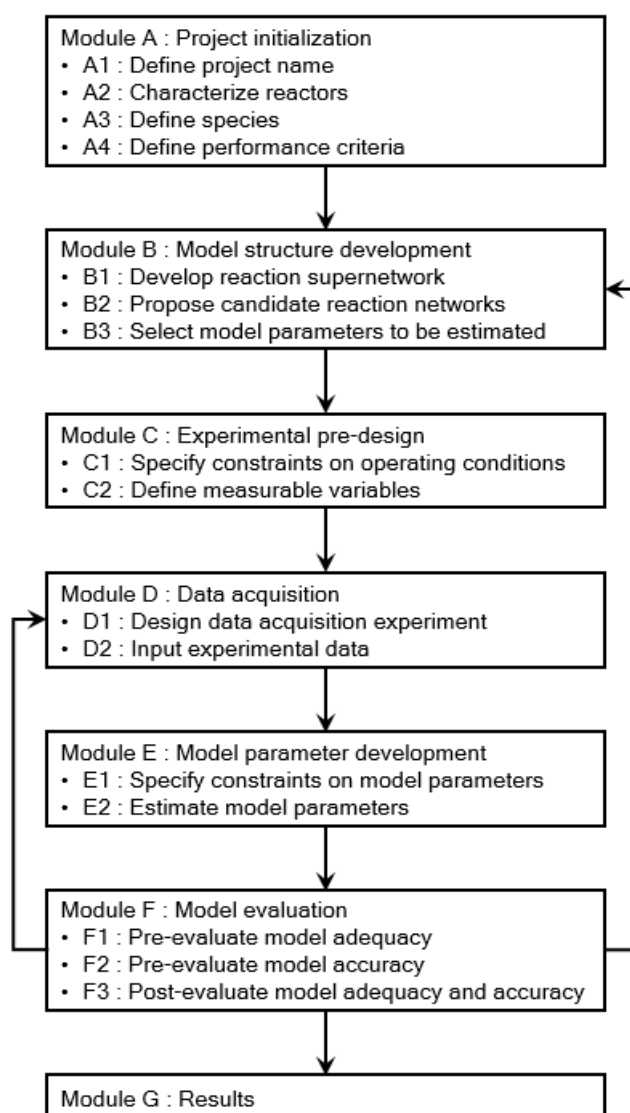 Module A : Project initialization
• A1 : Define project name
• A2 : Characterize reactors
• A3 : Define species
• A4 : Define performance criteria
Module B : Model structure development
• B1 : Develop reaction supernetwork
• B2 : Propose candidate reaction networks
• B3 : Select model parameters to be estimated
Module C : Experimental pre-design
• C1 : Specify constraints on operating conditions
• C2 : Define measurable variables
Module D : Data acquisition
• D1 : Design data acquisition experiment
• D2 : Input experimental data
Module E : Model parameter development
• E1 : Specify constraints on model parameters
• E2 : Estimate model parameters
Module F : Model evaluation
• F1 : Pre-evaluate model adequacy
• F2 : Pre-evaluate model accuracy
• F3 : Post-evaluate model adequacy and accuracy
Module G : Results